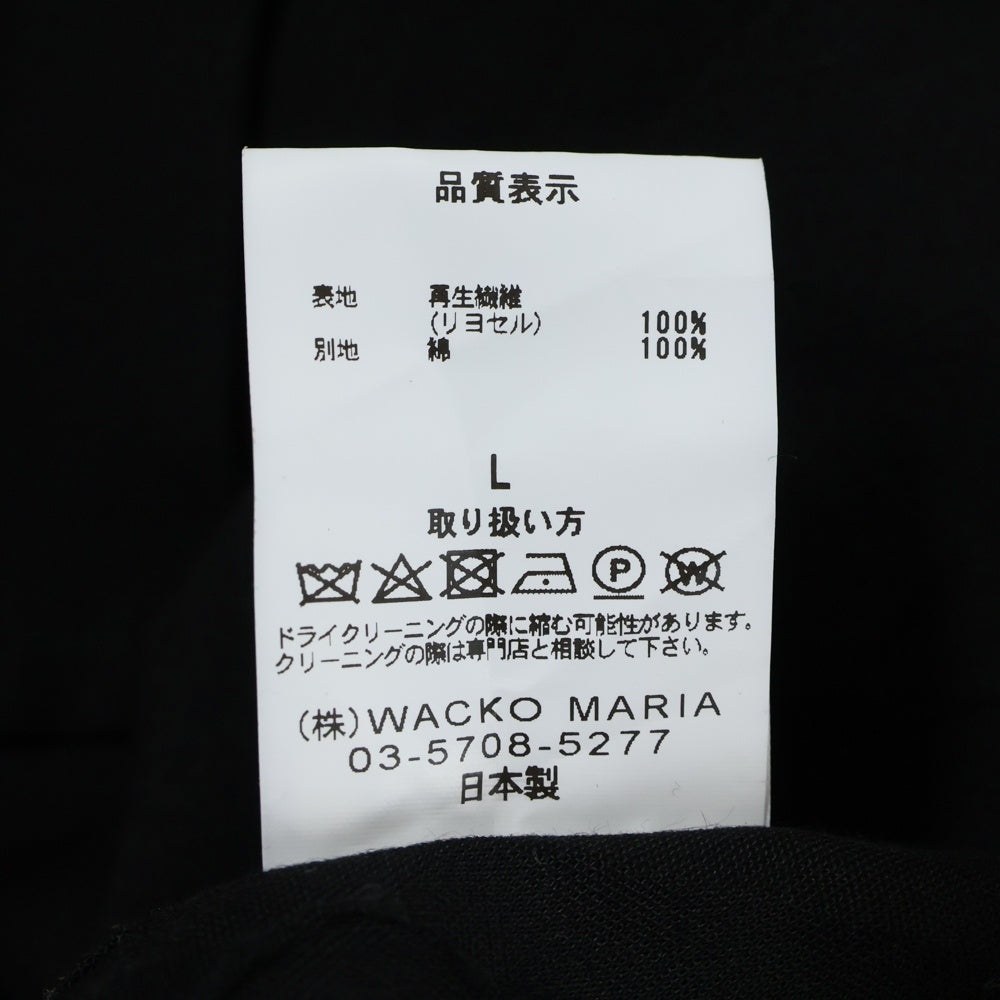 品質表示
表地 再生繊維
(リヨセル) 100%
別地 綿 100%
L
取り扱い方
P W
ドライクリーニングの際に縮む可能性があります。
クリーニングの際は専門店と相談して下さい。
(株)WACKO MARIA
03-5708-5277
日本製